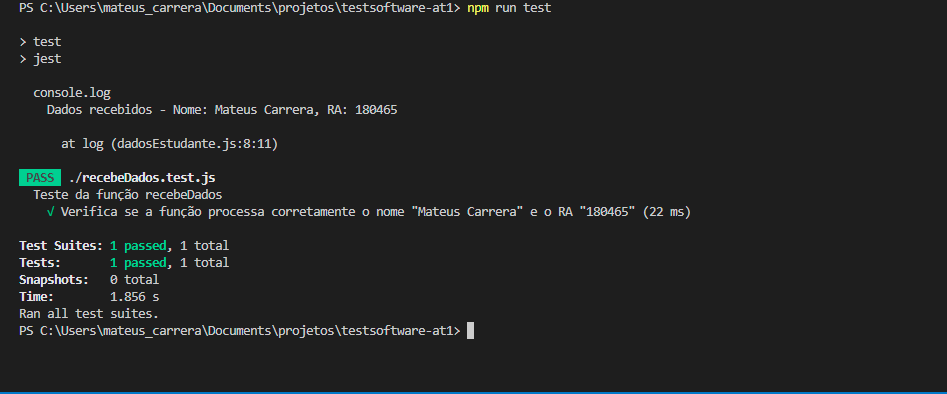 PS C:\Users\mateus_carrera\Documents\projetos\testsoftware-at1> npm run test
> test
> jest
console.log
Dados recebidos - Nome: Mateus Carrera, RA: 180465
at log (dadosEstudante.js:8:11)
PASS ./recebeDados.test.js
Teste da função recebeDados
√ Verifica se a função processa corretamente o nome "Mateus Carrera" e o RA "180465" (22 ms)
Test Suites: 1 passed, 1 total
Tests: 1 passed, 1 total
Snapshots: 0 total
Time: 1.856 s
Ran all test suites.
PS C:\Users\mateus_carrera\Documents\projetos\testsoftware-at1>